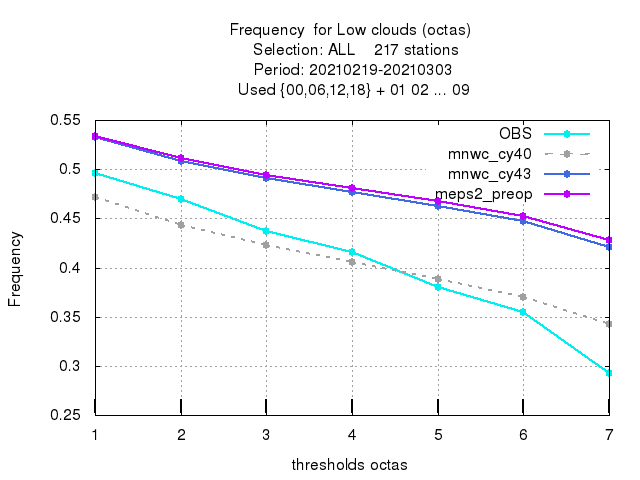 Frequency  for Low clouds (octas)
Selection: ALL    217 stations
Period: 20210219-20210303
Used {00,06,12,18} + 01 02 ... 09
0.55
0.5
0.45
0.4
0.35
0.3
0.25
Frequency
OBS
mnwc_cy40
mnwc_cy43
meps2_preop
1 2 3 4 5 6 7
thresholds octas